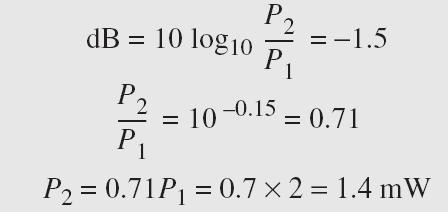 dB = 10 log₁₀ P₂/P₁ = −1.5
P₂/P₁ = 10⁻⁰·¹⁵ = 0.71
P₂ = 0.71P₁ = 0.7 × 2 = 1.4 mW